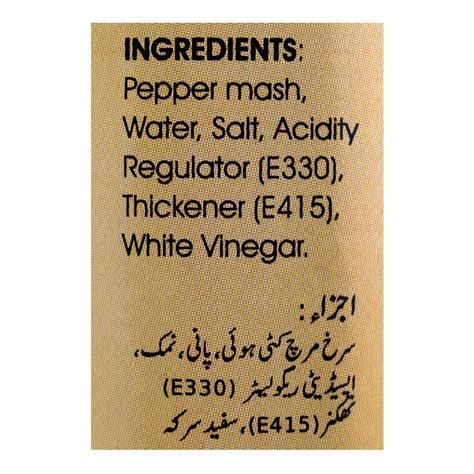 INGREDIENTS:
Pepper mash,
Water, Salt, Acidity
Regulator (E330),
Thickener (E415),
White Vinegar.
اجزاء:
سرخ مرچ کٹی ہوئی، پانی، نمک،
ایسڈیٹی ریگولیٹر (E330)
تھکنر (E415)، سفید سرکہ